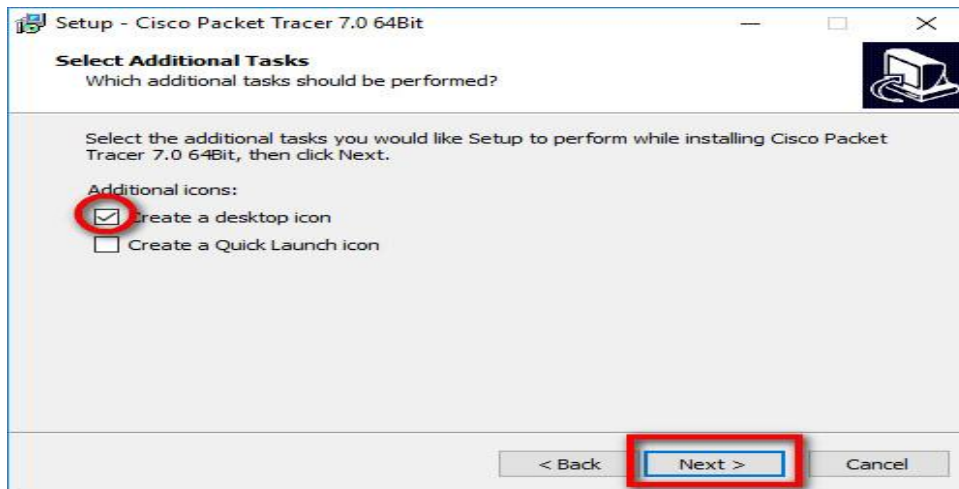 Setup - Cisco Packet Tracer 7.0 64Bit
Select Additional Tasks
Which additional tasks should be performed?
Select the additional tasks you would like Setup to perform while installing Cisco Packet
Tracer 7.0 64Bit, then click Next.
Additional icons:
Create a desktop icon
Create a Quick Launch icon
< Back Next > Cancel